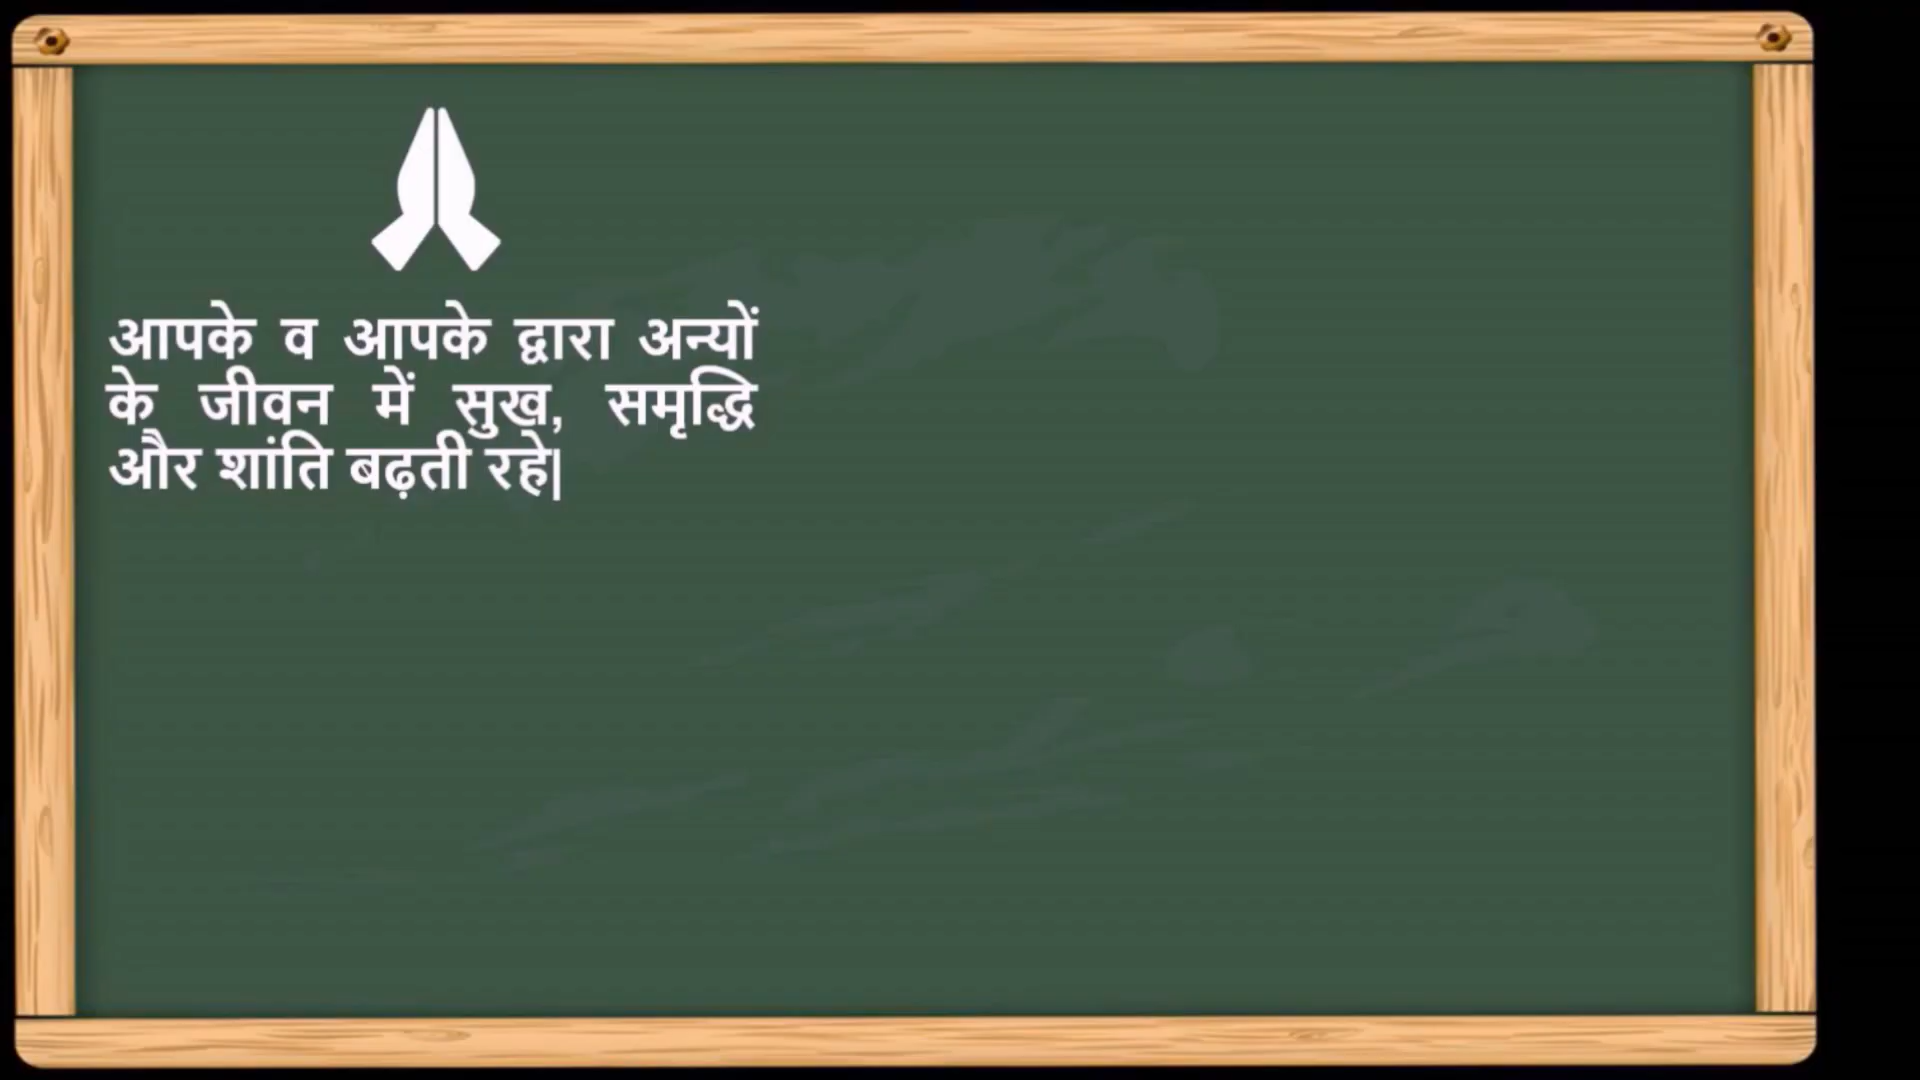 आपके व आपके द्वारा अन्यों
के जीवन में सुख, समृद्धि
और शांति बढ़ती रहे|